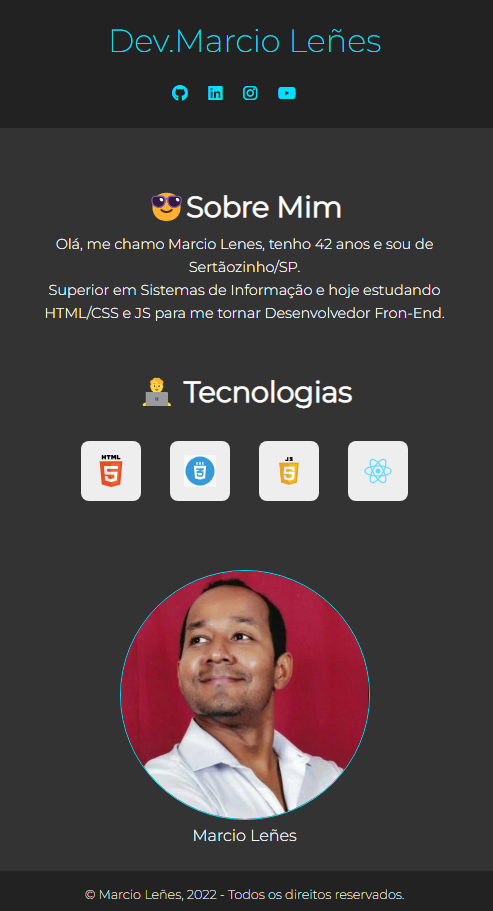 Dev.Marcio Leñes
😎Sobre Mim
Olá, me chamo Marcio Lenes, tenho 42 anos e sou de
Sertãozinho/SP.
Superior em Sistemas de Informação e hoje estudando
HTML/CSS e JS para me tornar Desenvolvedor Fron-End.
🧑‍💻 Tecnologias
HTML
5
3
JS
S
Marcio Leñes
© Marcio Leñes, 2022 - Todos os direitos reservados.